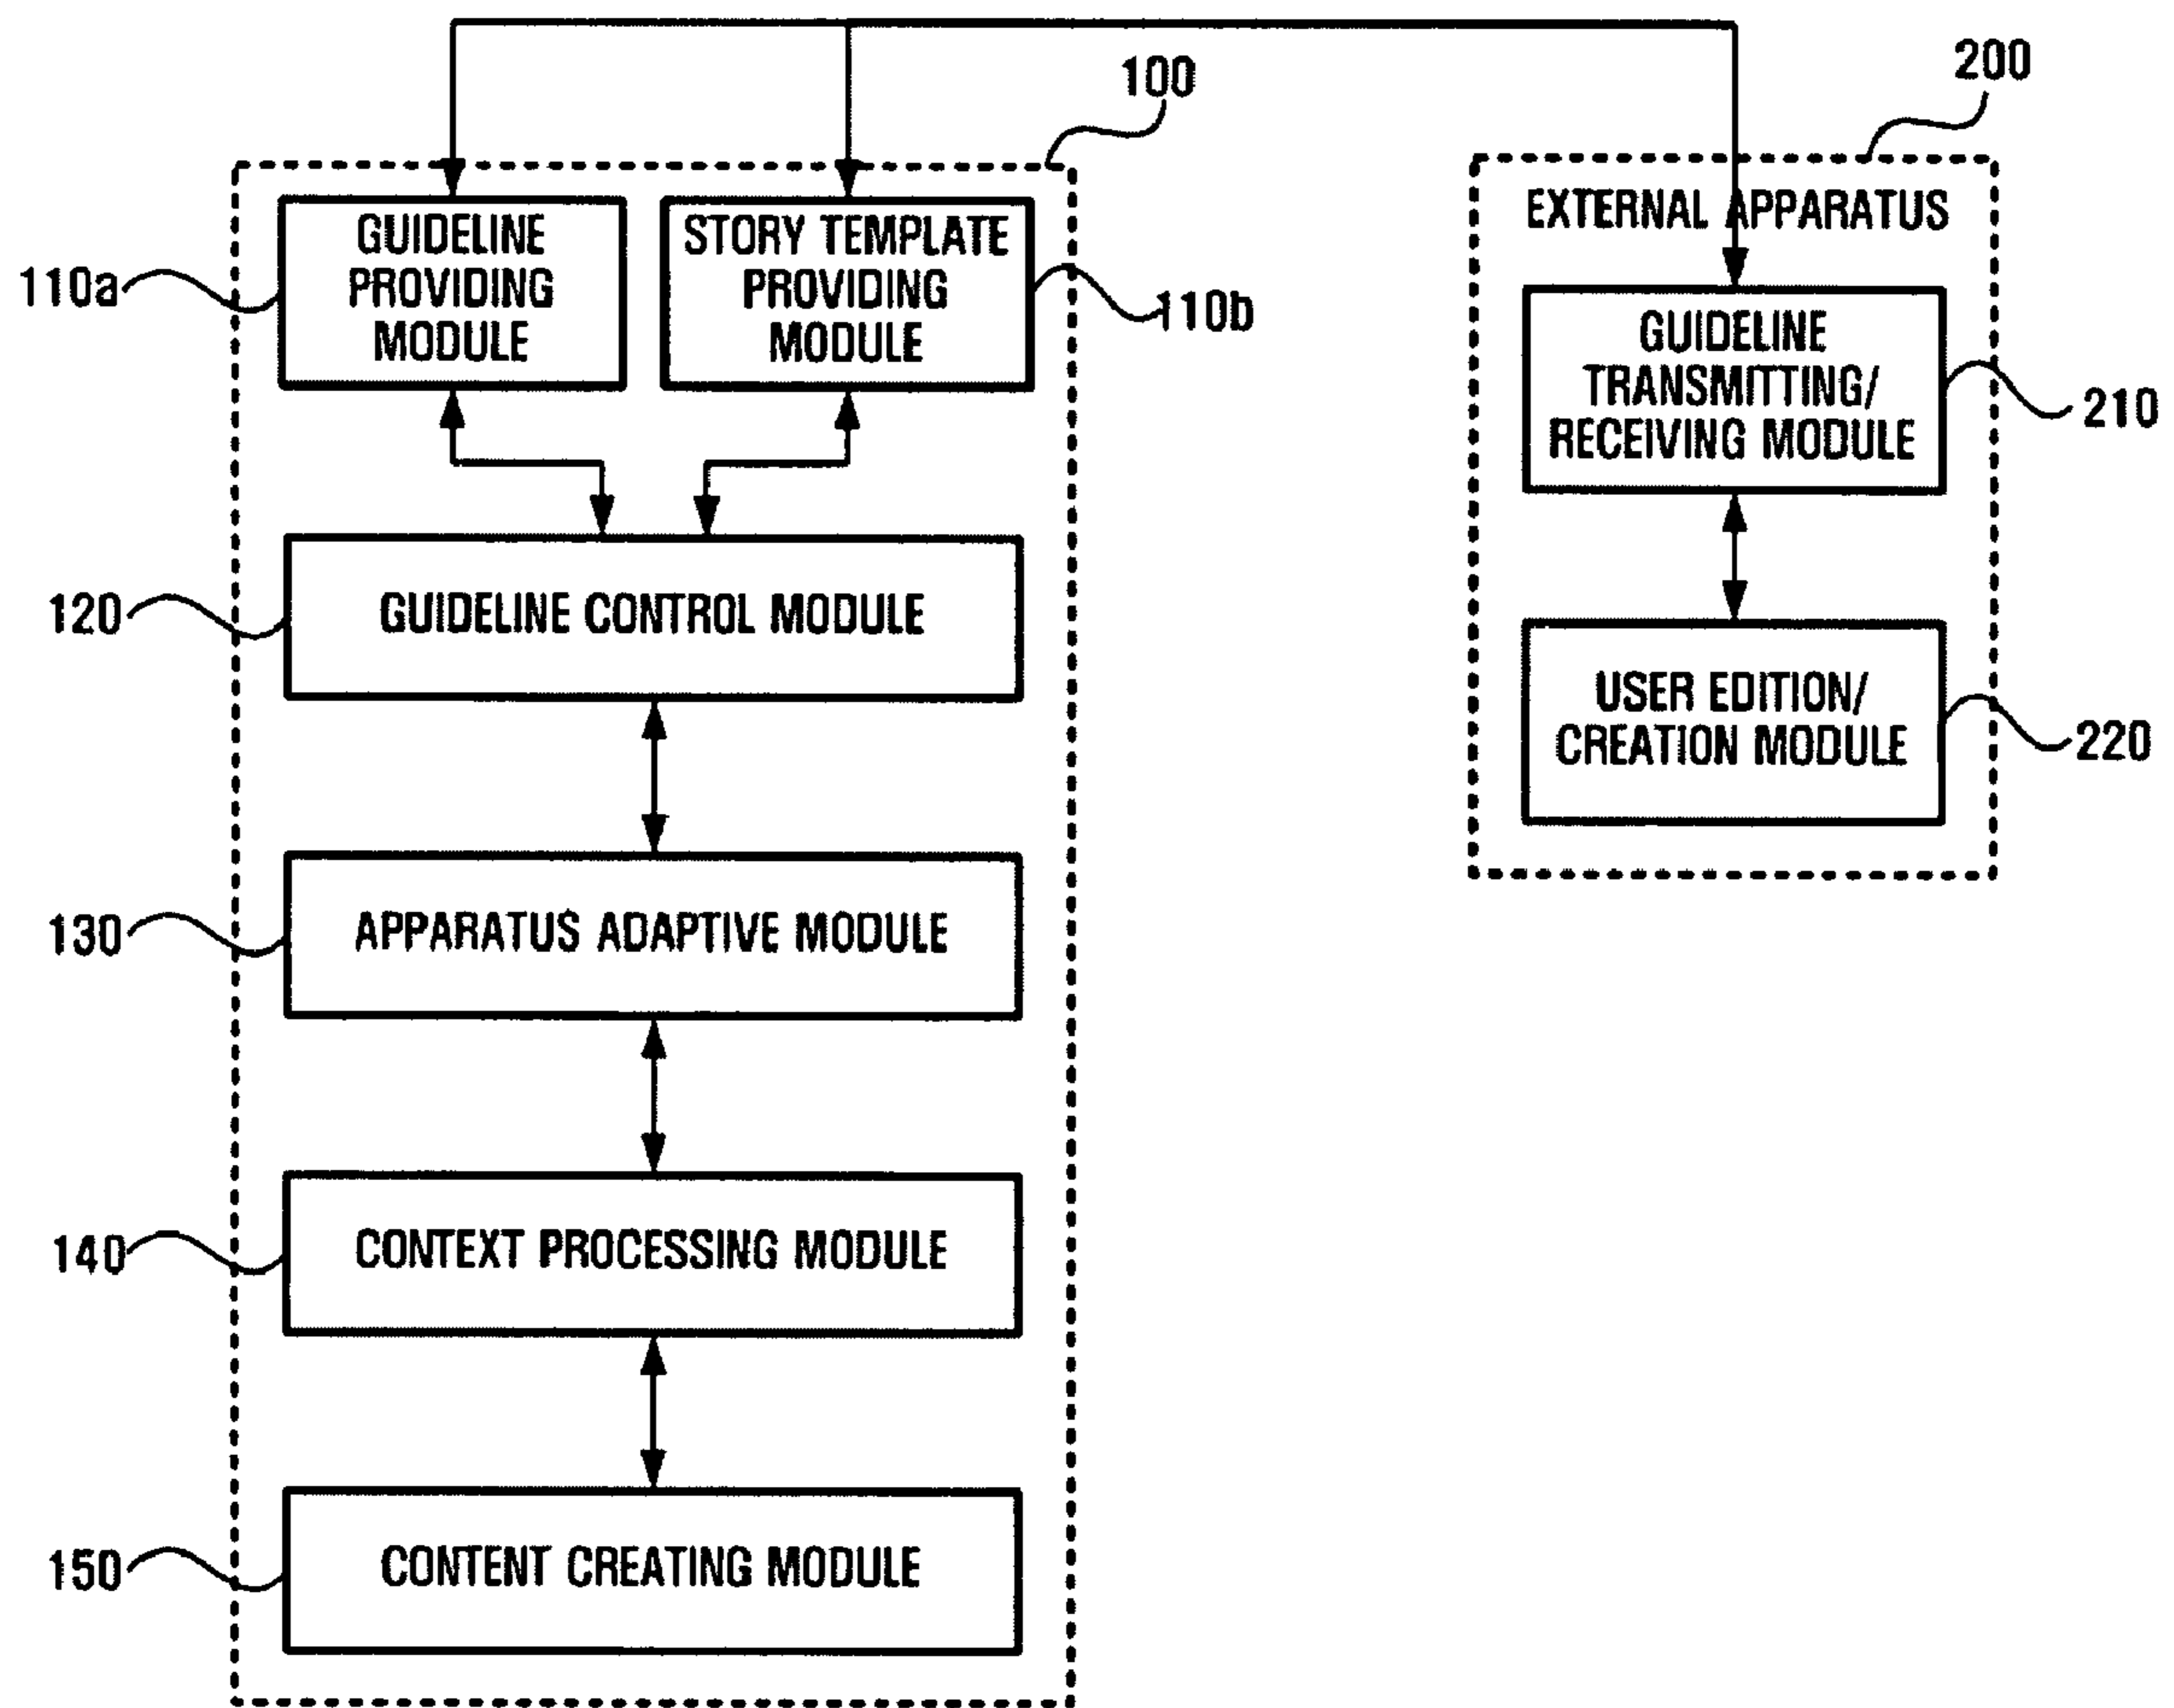 100
200
GUIDELINE
PROVIDING
MODULE
STORY TEMPLATE
PROVIDING
MODULE
110a
110b
EXTERNAL APPARATUS
GUIDELINE
TRANSMITTING/
RECEIVING MODULE
210
120
GUIDELINE CONTROL MODULE
USER EDITION/
CREATION MODULE
220
130
APPARATUS ADAPTIVE MODULE
140
CONTEXT PROCESSING MODULE
150
CONTENT CREATING MODULE